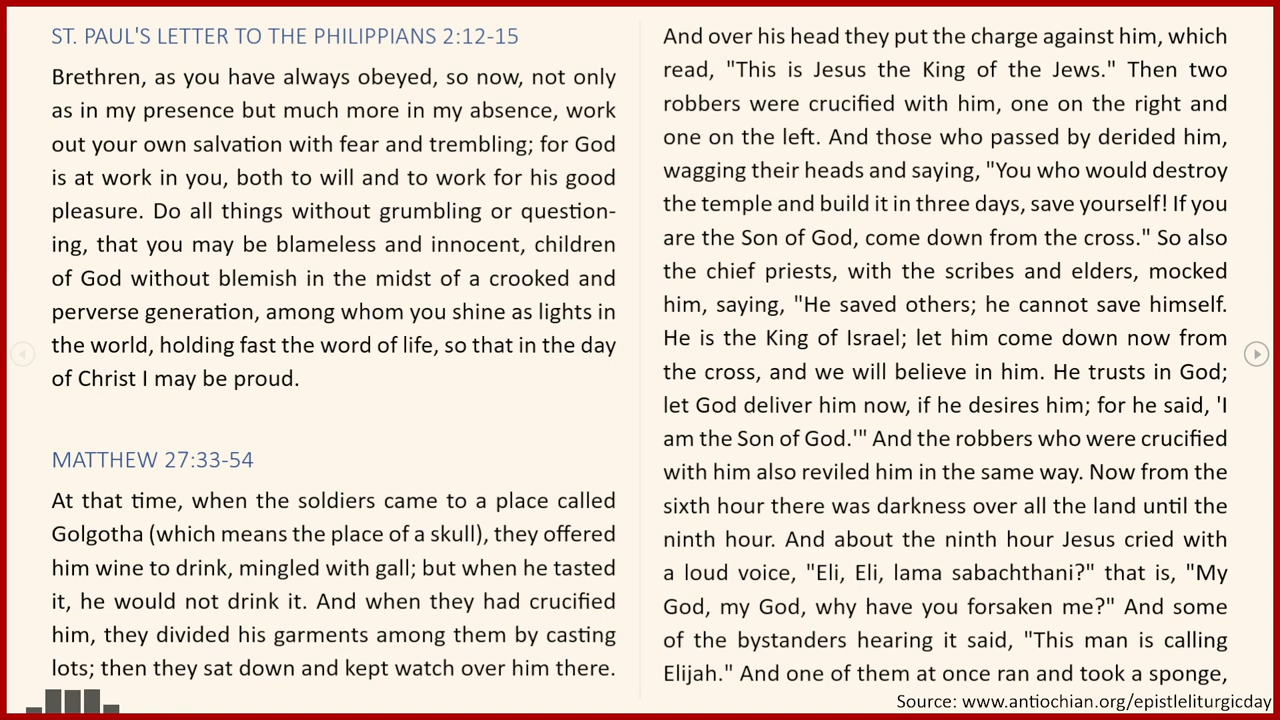 ST. PAUL'S LETTER TO THE PHILIPPIANS 2:12-15
Brethren, as you have always obeyed, so now, not only
as in my presence but much more in my absence, work
out your own salvation with fear and trembling; for God
is at work in you, both to will and to work for his good
pleasure. Do all things without grumbling or question-
ing, that you may be blameless and innocent, children
of God without blemish in the midst of a crooked and
perverse generation, among whom you shine as lights in
the world, holding fast the word of life, so that in the day
of Christ I may be proud.
MATTHEW 27:33-54
At that time, when the soldiers came to a place called
Golgotha (which means the place of a skull), they offered
him wine to drink, mingled with gall; but when he tasted
it, he would not drink it. And when they had crucified
him, they divided his garments among them by casting
lots; then they sat down and kept watch over him there.
And over his head they put the charge against him, which
read, "This is Jesus the King of the Jews." Then two
robbers were crucified with him, one on the right and
one on the left. And those who passed by derided him,
wagging their heads and saying, "You who would destroy
the temple and build it in three days, save yourself! If you
are the Son of God, come down from the cross." So also
the chief priests, with the scribes and elders, mocked
him, saying, "He saved others; he cannot save himself.
He is the King of Israel; let him come down now from
the cross, and we will believe in him. He trusts in God;
let God deliver him now, if he desires him; for he said, 'I
am the Son of God.'" And the robbers who were crucified
with him also reviled him in the same way. Now from the
sixth hour there was darkness over all the land until the
ninth hour. And about the ninth hour Jesus cried with
a loud voice, "Eli, Eli, lama sabachthani?" that is, "My
God, my God, why have you forsaken me?" And some
of the bystanders hearing it said, "This man is calling
Elijah." And one of them at once ran and took a sponge,
Source: www.antiochian.org/epistleliturgicday